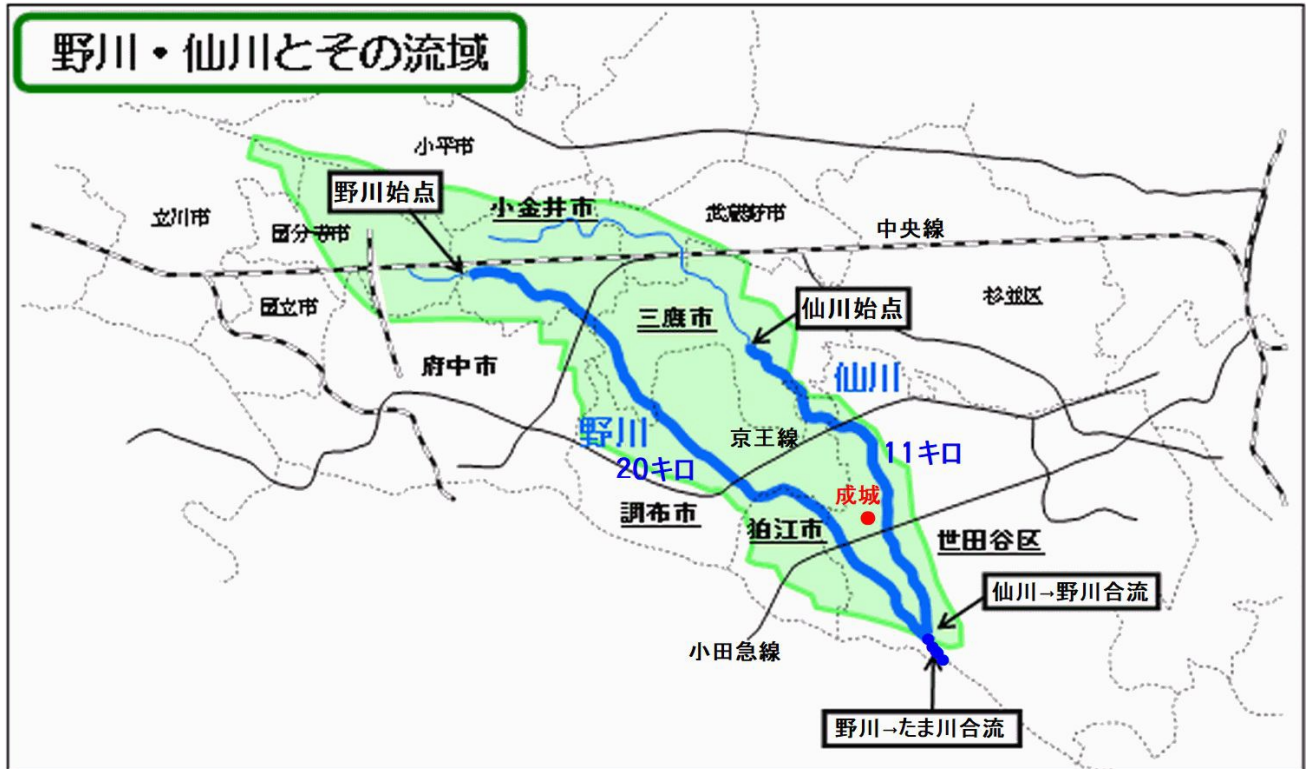 野川・仙川とその流域
小平市
野川始点
小金井市
武蔵野市
立川市
国分寺市
中央線
国立市
三鷹市
仙川始点
杉並区
府中市
仙川
野川
20キロ
京王線
11キロ
成城
調布市
狛江市
世田谷区
仙川→野川合流
小田急線
野川→たま川合流